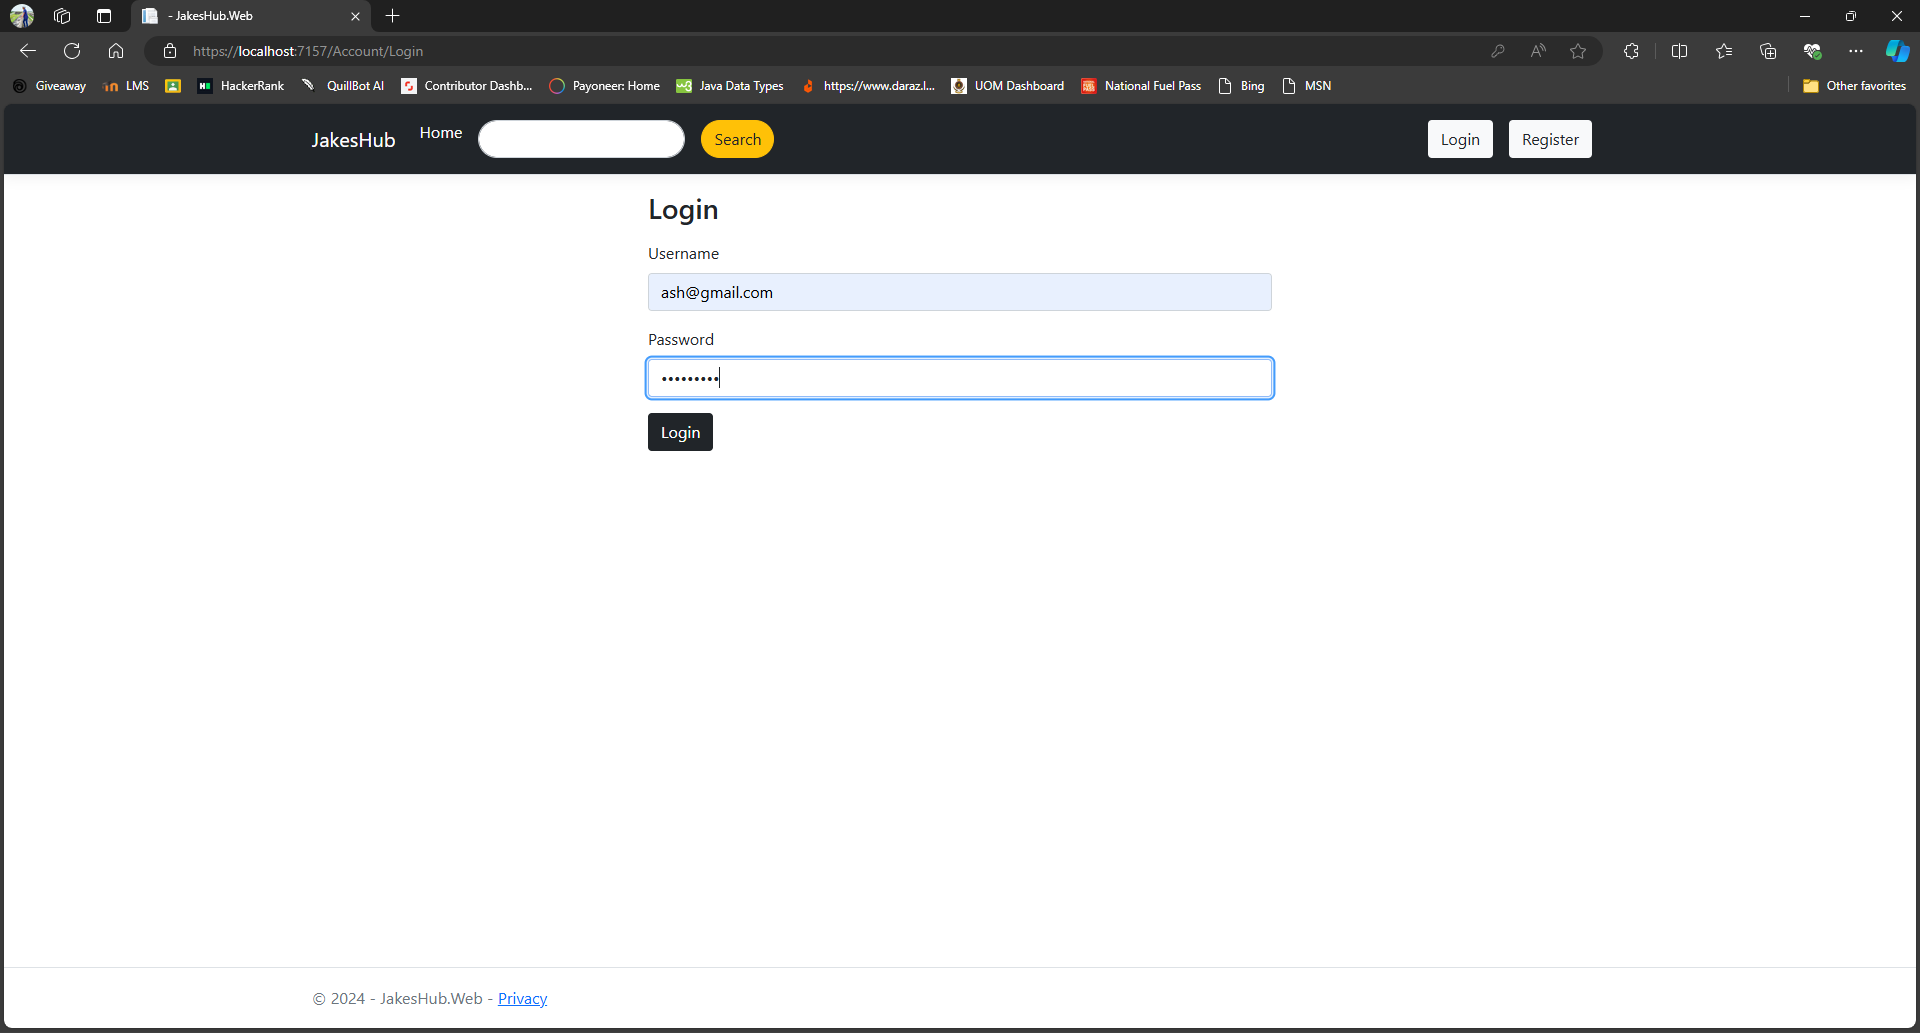 - JakesHub.Web
https://localhost:7157/Account/Login
Giveaway LMS HackerRank QuillBot AI Contributor Dashb... Payoneer: Home Java Data Types https://www.daraz.l... UOM Dashboard National Fuel Pass Bing MSN Other favorites
JakesHub Home Search Login Register
Login
Username
ash@gmail.com
Password
•••••••••
Login
© 2024 - JakesHub.Web - Privacy